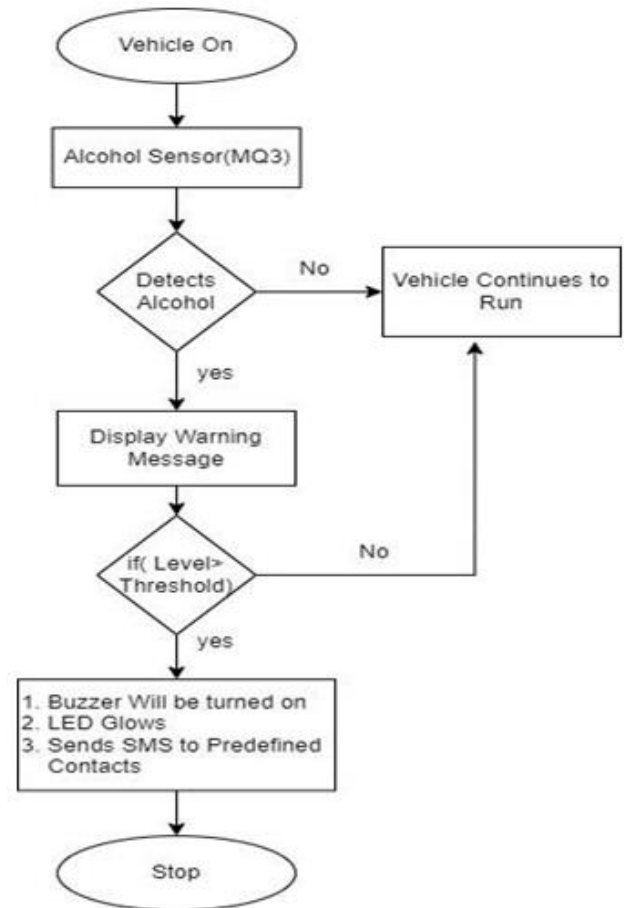 Vehicle On
Alcohol Sensor(MQ3)
Detects
Alcohol
No
Vehicle Continues to
Run
yes
Display Warning
Message
if( Level>
Threshold)
No
yes
1. Buzzer Will be turned on
2. LED Glows
3. Sends SMS to Predefined
Contacts
Stop